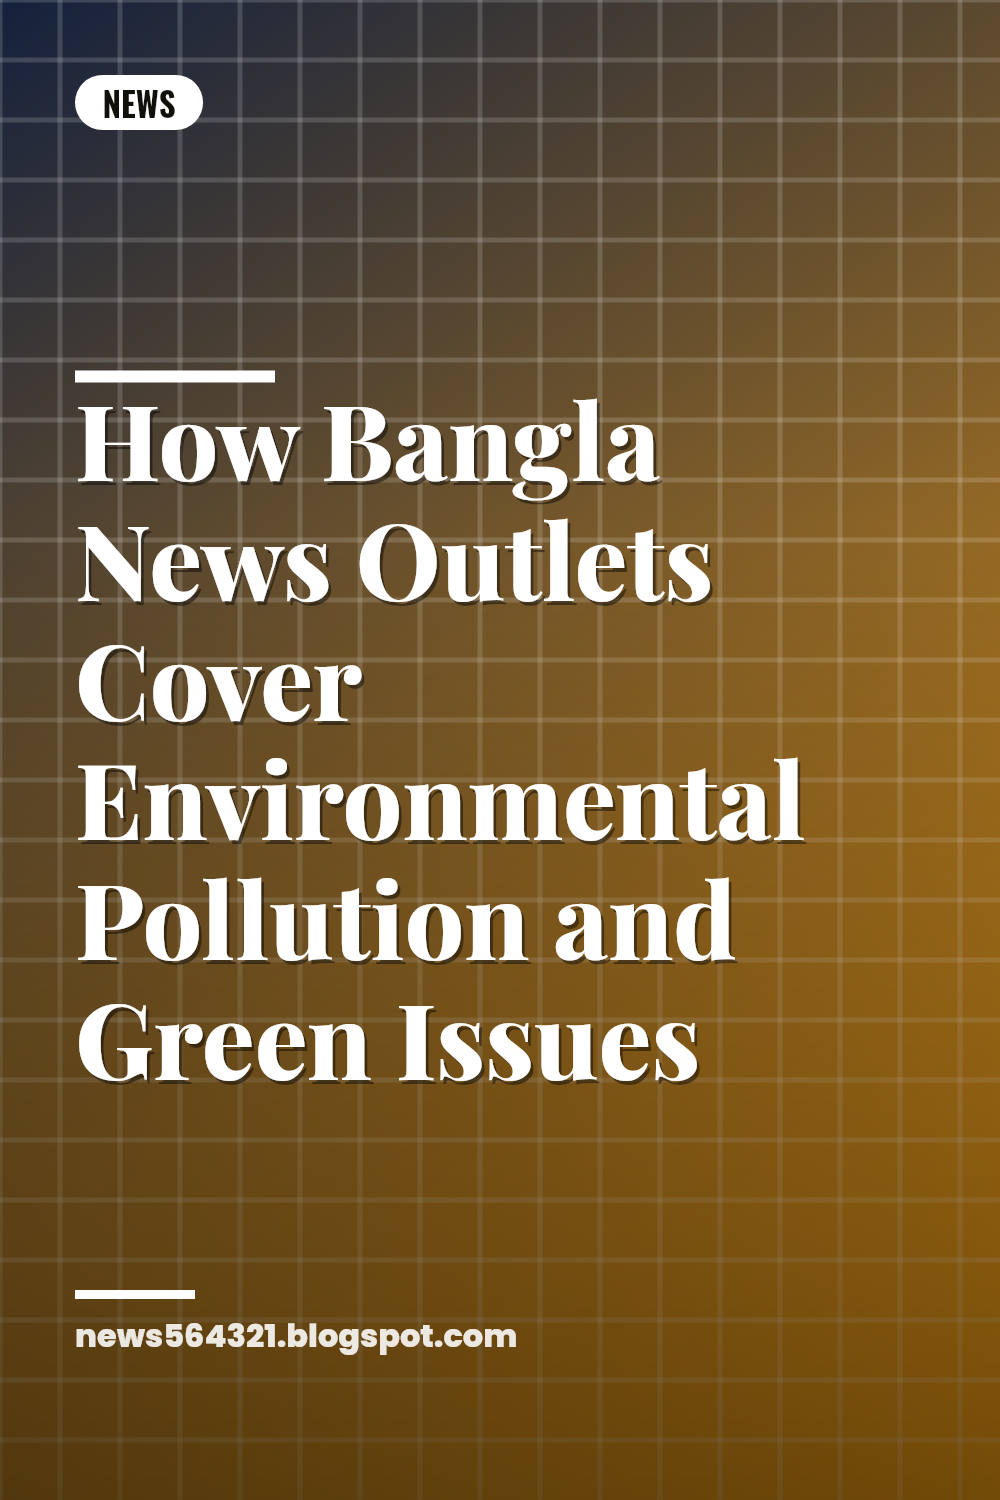 NEWS
How Bangla
News Outlets
Cover
Environmental
Pollution and
Green Issues
news564321.blogspot.com